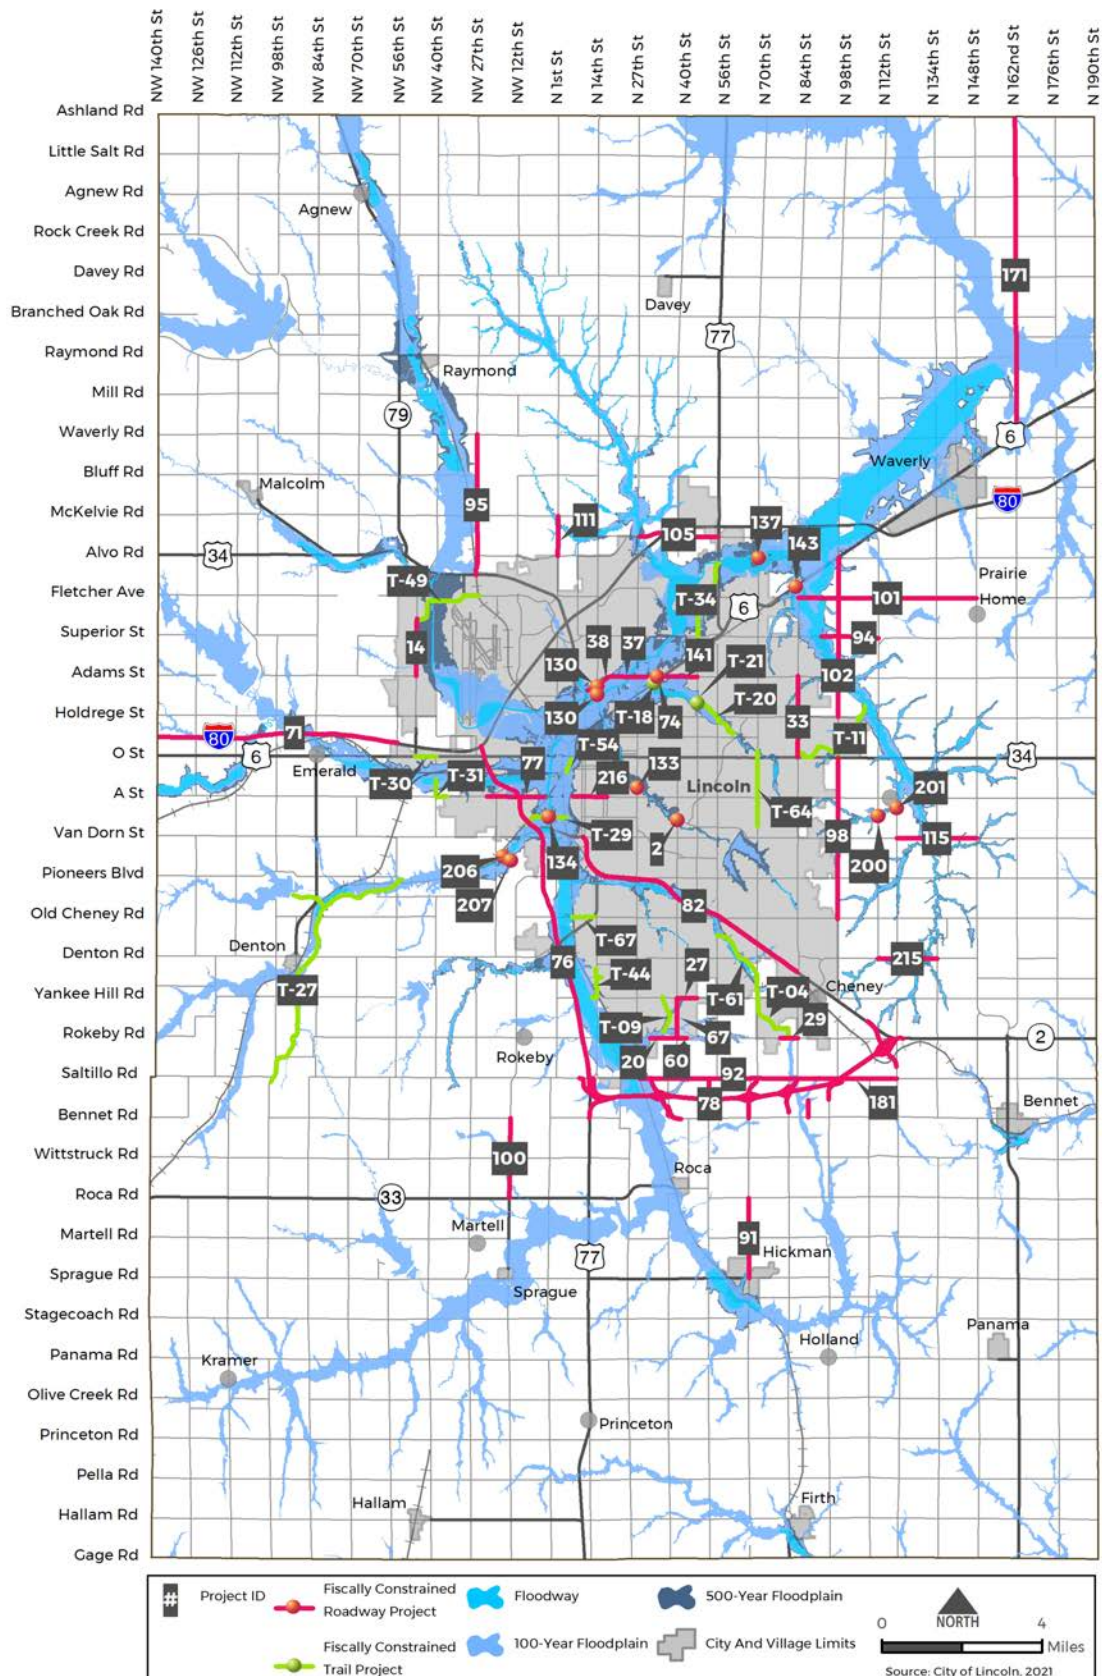 NW 140th St
NW 126th St
NW 112th St
NW 98th St
NW 84th St
NW 70th St
NW 56th St
NW 40th St
NW 27th St
NW 12th St
N 1st St
N 14th St
N 27th St
N 40th St
N 56th St
N 70th St
N 84th St
N 98th St
N 112th St
N 134th St
N 148th St
N 162nd St
N 176th St
N 190th St
Ashland Rd
Little Salt Rd
Agnew Rd
Agnew
Rock Creek Rd
Davey Rd
171
Davey
Branched Oak Rd
77
Raymond Rd
Raymond
Mill Rd
79
Waverly Rd
6
Waverly
Bluff Rd
Malcolm
80
McKelvie Rd
95
111
105
137
143
Alvo Rd
34
T-49
Prairie
Home
Fletcher Ave
T-34
6
101
Superior St
14
38
37
94
130
141
T-21
Adams St
102
T-20
Holdrege St
130
T-18
74
33
T-11
80
71
T-54
O St
6
34
Emerald
T-30
T-31
77
216
133
Lincoln
201
A St
T-64
Van Dorn St
T-29
2
98
115
206
134
200
Pioneers Blvd
207
82
Old Cheney Rd
T-67
Denton
Denton Rd
76
27
215
T-44
T-27
T-61
T-04
Cheney
Yankee Hill Rd
T-09
29
Rokeby Rd
Rokeby
67
2
20
60
Saltillo Rd
92
78
181
Bennet
Bennet Rd
Wittstruck Rd
100
Roca
Roca Rd
33
Martell
91
Martell Rd
Hickman
77
Sprague Rd
Sprague
Stagecoach Rd
Panama
Holland
Panama Rd
Kramer
Olive Creek Rd
Princeton
Princeton Rd
Pella Rd
Hallam
Firth
Hallam Rd
Gage Rd
# Project ID
Fiscally Constrained
Roadway Project
Floodway
500-Year Floodplain
NORTH
0 4
Miles
Fiscally Constrained
Trail Project
100-Year Floodplain
City And Village Limits
Source: City of Lincoln, 2021